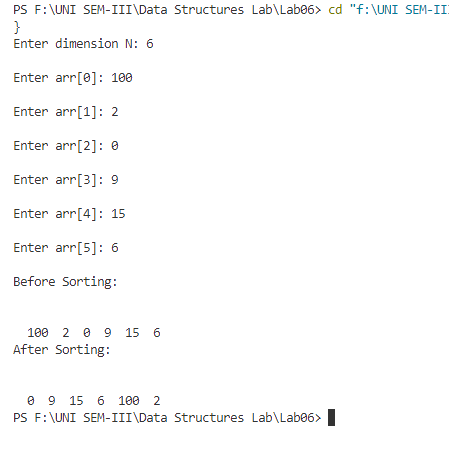 PS F:\UNI SEM-III\Data Structures Lab\Lab06> cd "f:\UNI SEM-II
}
Enter dimension N: 6
Enter arr[0]: 100
Enter arr[1]: 2
Enter arr[2]: 0
Enter arr[3]: 9
Enter arr[4]: 15
Enter arr[5]: 6
Before Sorting:
100 2 0 9 15 6
After Sorting:
0 9 15 6 100 2
PS F:\UNI SEM-III\Data Structures Lab\Lab06>